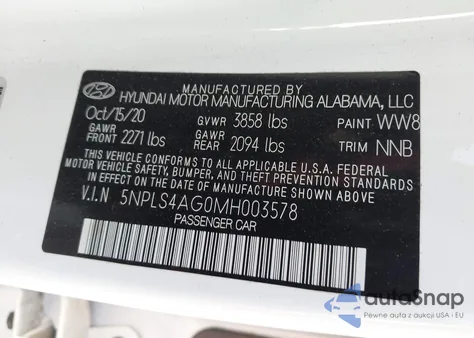 MANUFACTURED BY
HYUNDAI MOTOR MANUFACTURING ALABAMA, LLC
Oct/15/20 GVWR 3858 lbs PAINT WW8
GAWR FRONT 2271 lbs GAWR REAR 2094 lbs TRIM NNB
THIS VEHICLE CONFORMS TO ALL APPLICABLE U.S.A. FEDERAL
MOTOR VEHICLE SAFETY, BUMPER, AND THEFT PREVENTION STANDARDS
IN EFFECT ON THE DATE OF MANUFACTURE SHOWN ABOVE.
V.I.N 5NPLS4AG0MH003578
PASSENGER CAR
autaSnap
Pewne auta z aukcji USA i EU